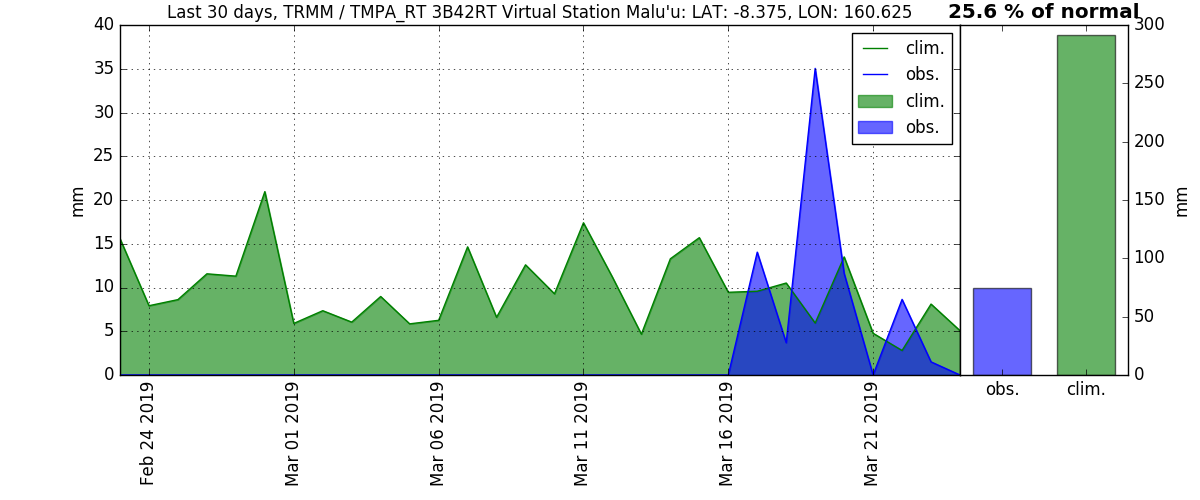 Last 30 days, TRMM / TMPA_RT 3B42RT Virtual Station Malu'u: LAT: -8.375, LON: 160.625
25.6 % of normal
mm
40
35
30
25
20
15
10
5
0
clim.
obs.
clim.
obs.
Feb 24 2019
Mar 01 2019
Mar 06 2019
Mar 11 2019
Mar 16 2019
Mar 21 2019
300
250
200
150
100
50
0
mm
obs.
clim.